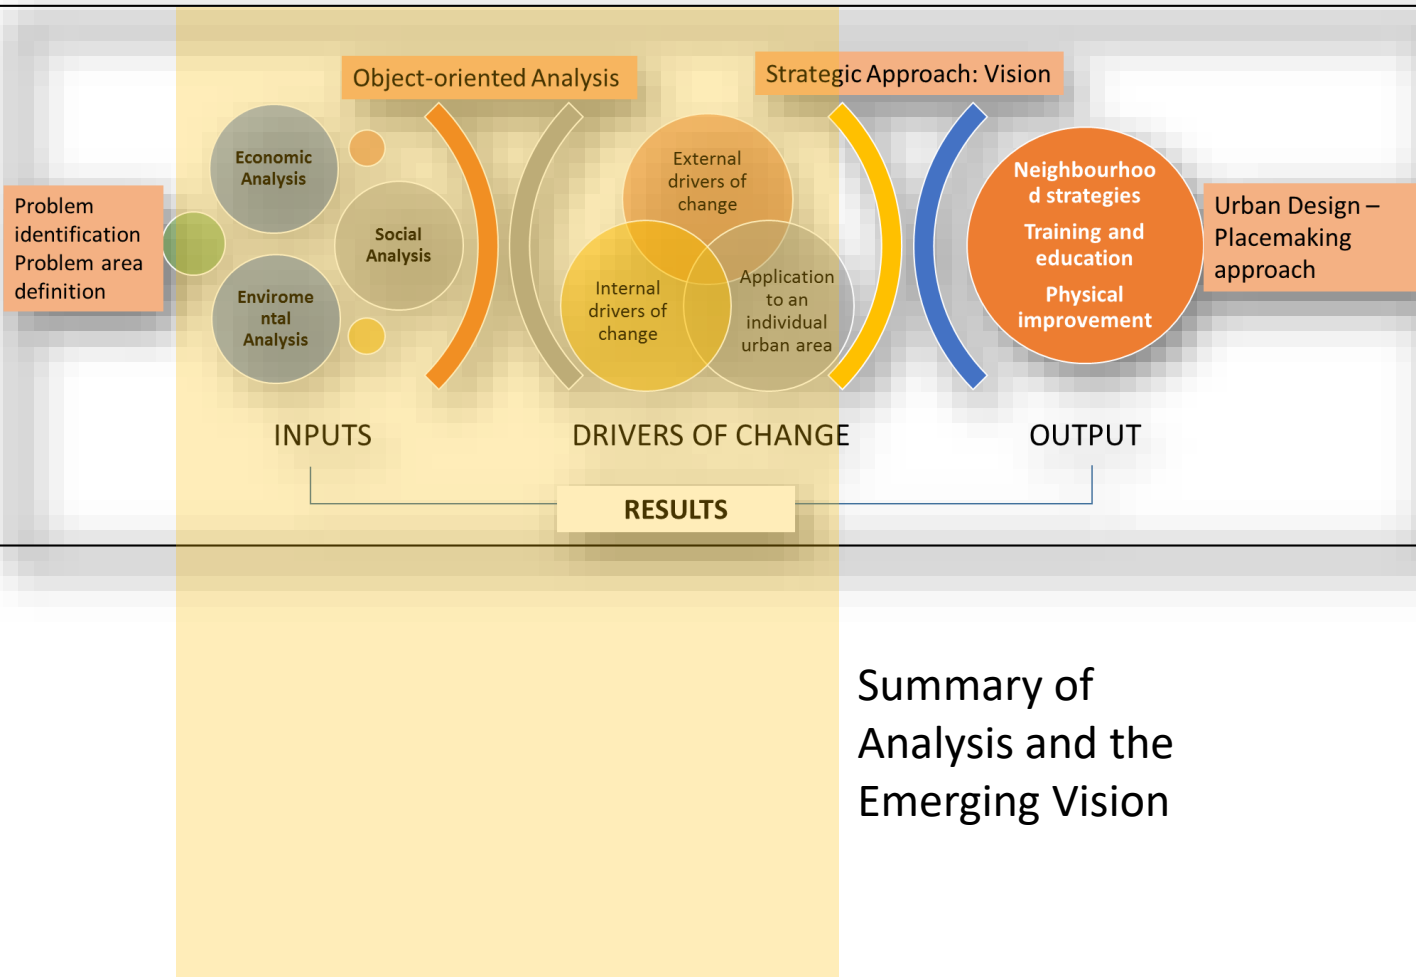 Object-oriented Analysis
Strategic Approach: Vision
Problem
identification
Problem area
definition
Economic
Analysis
Social
Analysis
Envirome
ntal
Analysis
External
drivers of
change
Internal
drivers of
change
Application
to an
individual
urban area
Neighbourhoo
d strategies
Training and
education
Physical
improvement
Urban Design –
Placemaking
approach
INPUTS
DRIVERS OF CHANGE
OUTPUT
RESULTS
Summary of
Analysis and the
Emerging Vision